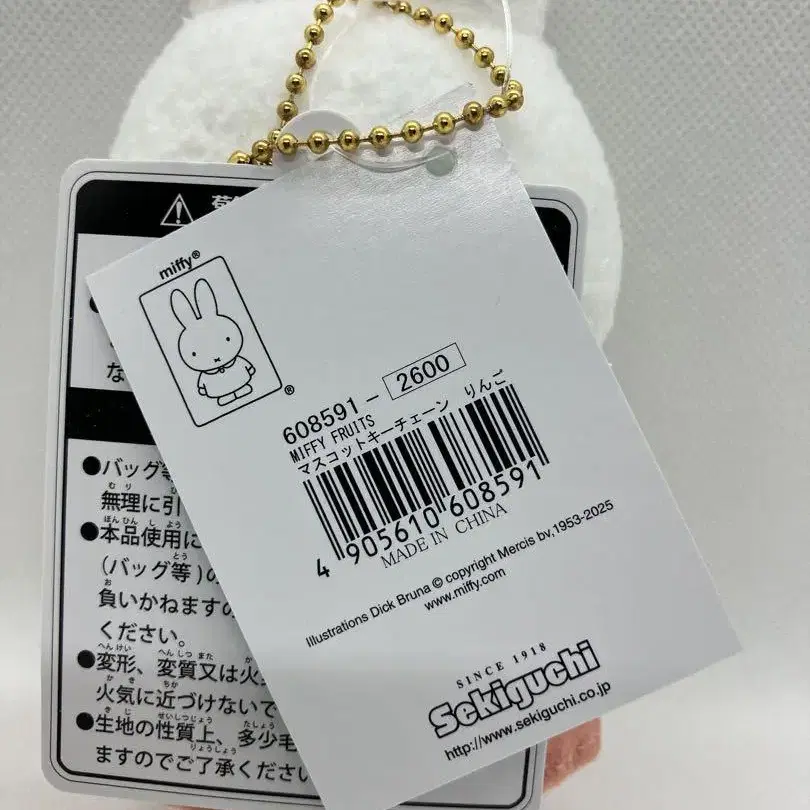 miffy®
®
608591- 2600
MIFFY FRUITS
マスコットキーチェーン りんご
4 905610 608591
MADE IN CHINA
Illustrations Dick Bruna © copyright Mercis bv,1953-2025
www.miffy.com
SINCE 1918
Sekiguchi
http://www.sekiguchi.co.jp
な
●バッグ等
無理に引
●本品使用に
(バッグ等)の
負いかねますの
ください。
●変形、変質又は火
火気に近づけないで
●生地の性質上、多少毛
ますのでご了承ください